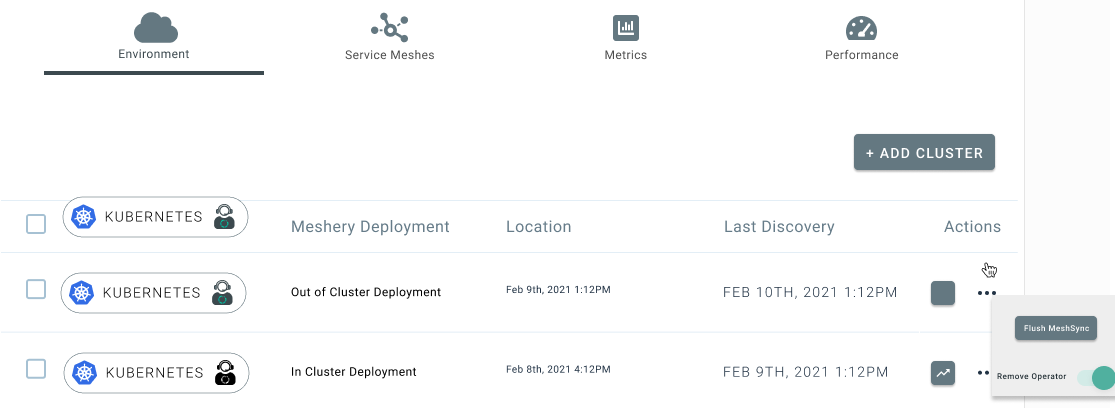 Environment
Service Meshes
Metrics
Performance
+ ADD CLUSTER
KUBERNETES
Meshery Deployment
Location
Last Discovery
Actions
KUBERNETES
Out of Cluster Deployment
Feb 9th, 2021 1:12PM
FEB 10TH, 2021 1:12PM
Flush MeshSync
KUBERNETES
In Cluster Deployment
Feb 8th, 2021 4:12PM
FEB 9TH, 2021 1:12PM
Remove Operator